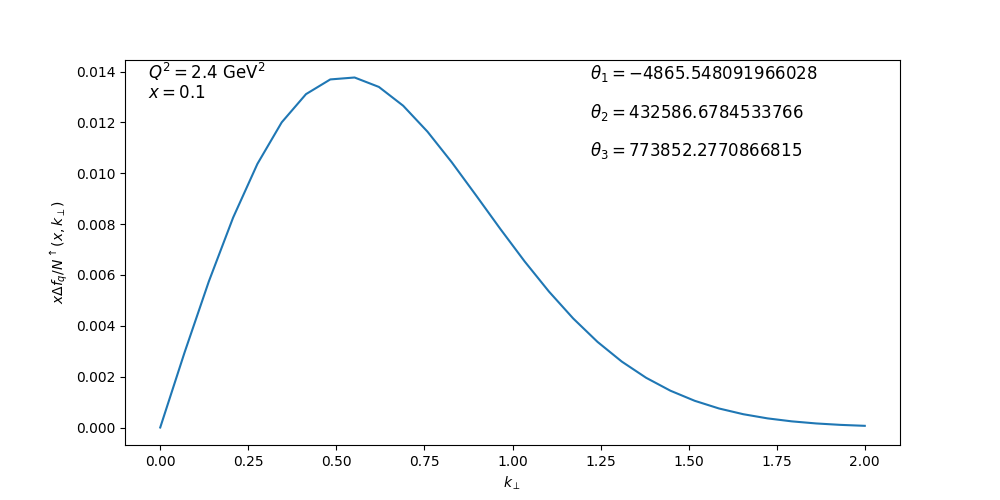 Q² = 2.4 GeV²
x = 0.1
θ₁ = −4865.548091966028
θ₂ = 432586.6784533766
θ₃ = 773852.2770866815
0.014
0.012
0.010
0.008
0.006
0.004
0.002
0.000
xΔf_q/N^↑(x, k_⊥)
0.00 0.25 0.50 0.75 1.00 1.25 1.50 1.75 2.00
k_⊥